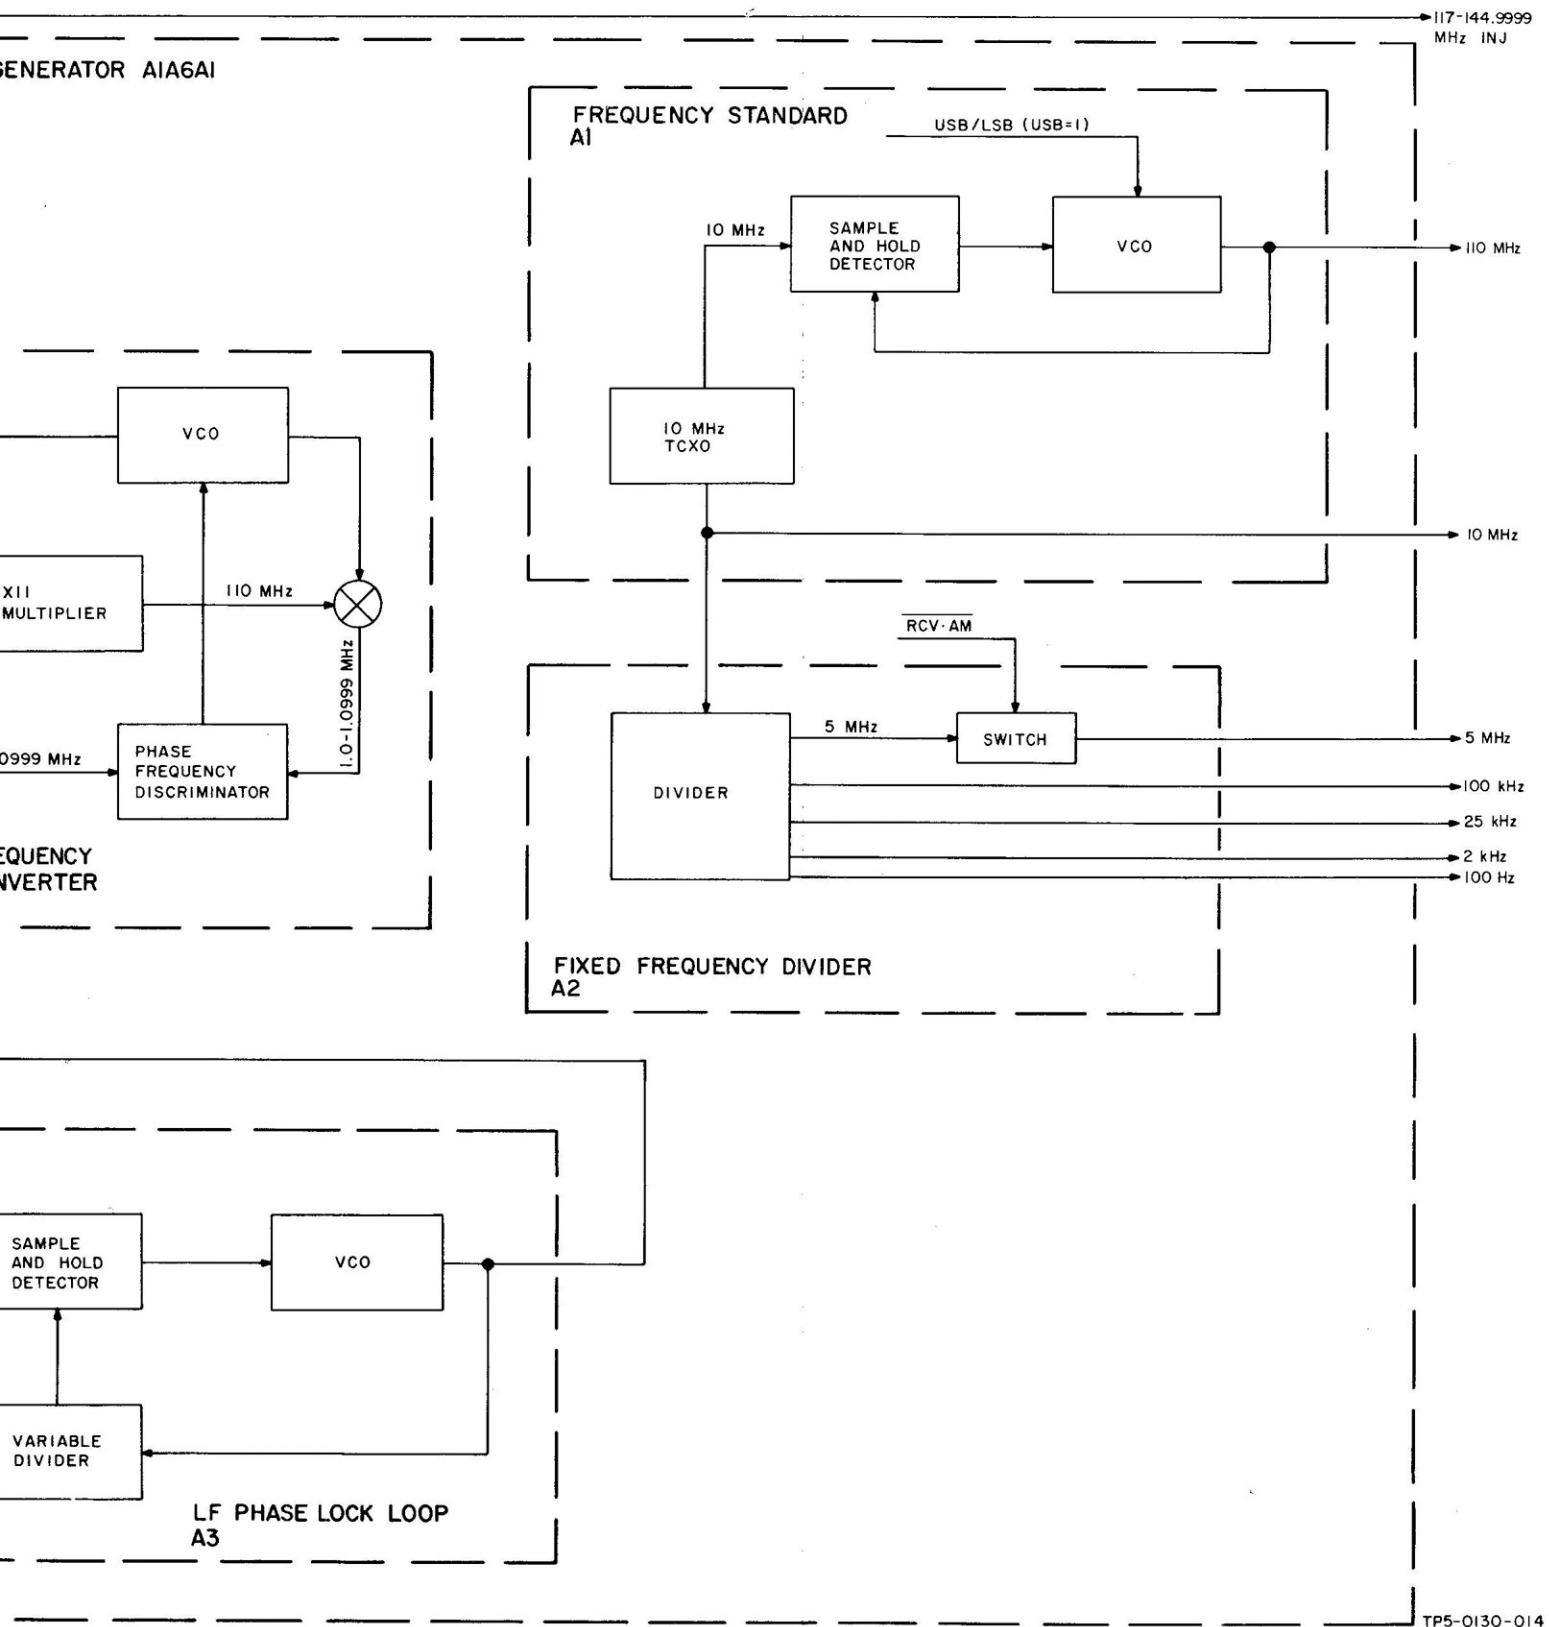 117-144.9999
MHz INJ
GENERATOR A1A6A1
FREQUENCY STANDARD
A1
USB/LSB (USB=1)
10 MHz
SAMPLE
AND HOLD
DETECTOR
VCO
110 MHz
10 MHz
TCXO
10 MHz
VCO
X11
MULTIPLIER
110 MHz
1.0-1.0999 MHz
0999 MHz
PHASE
FREQUENCY
DISCRIMINATOR
EQUENCY
NVERTER
RCV·AM
DIVIDER
5 MHz
SWITCH
5 MHz
100 kHz
25 kHz
2 kHz
100 Hz
FIXED FREQUENCY DIVIDER
A2
SAMPLE
AND HOLD
DETECTOR
VCO
VARIABLE
DIVIDER
LF PHASE LOCK LOOP
A3
TP5-0130-014